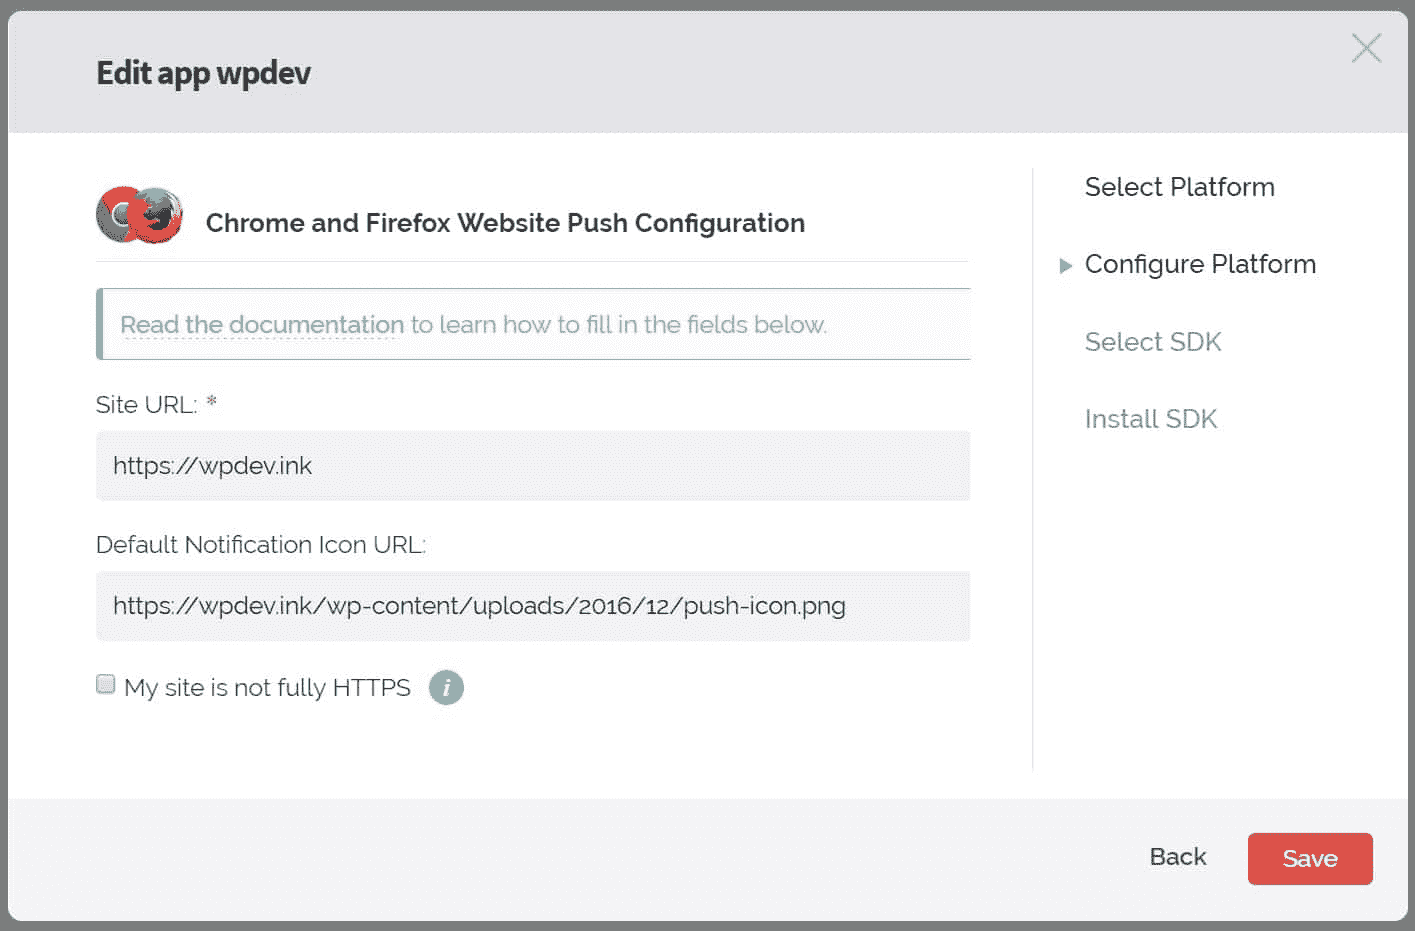 Edit app wpdev
Chrome and Firefox Website Push Configuration
Read the documentation to learn how to fill in the fields below.
Site URL: *
https://wpdev.ink
Default Notification Icon URL:
https://wpdev.ink/wp-content/uploads/2016/12/push-icon.png
My site is not fully HTTPS i
Select Platform
Configure Platform
Select SDK
Install SDK
Back
Save